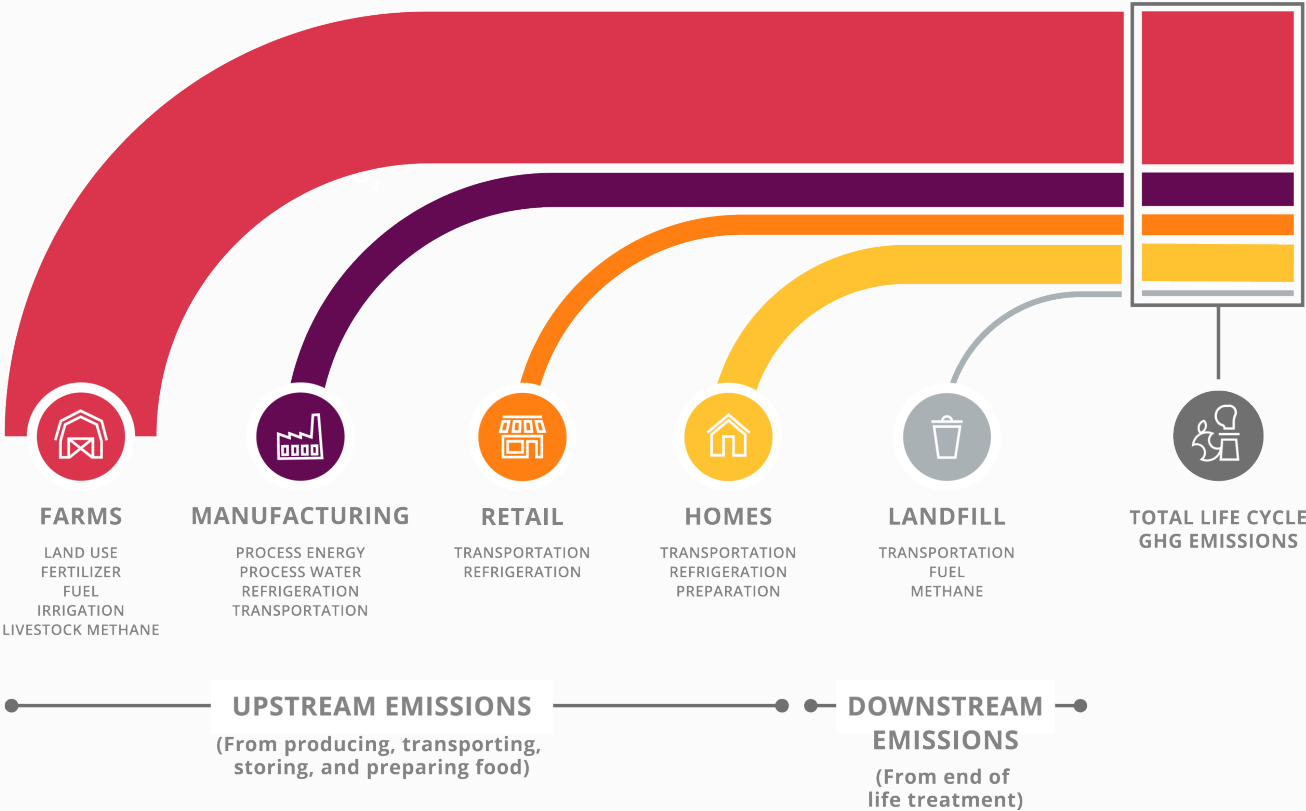 FARMS
LAND USE
FERTILIZER
FUEL
IRRIGATION
LIVESTOCK METHANE
MANUFACTURING
PROCESS ENERGY
PROCESS WATER
REFRIGERATION
TRANSPORTATION
RETAIL
TRANSPORTATION
REFRIGERATION
HOMES
TRANSPORTATION
REFRIGERATION
PREPARATION
LANDFILL
TRANSPORTATION
FUEL
METHANE
TOTAL LIFE CYCLE
GHG EMISSIONS
UPSTREAM EMISSIONS
(From producing, transporting,
storing, and preparing food)
DOWNSTREAM
EMISSIONS
(From end of
life treatment)